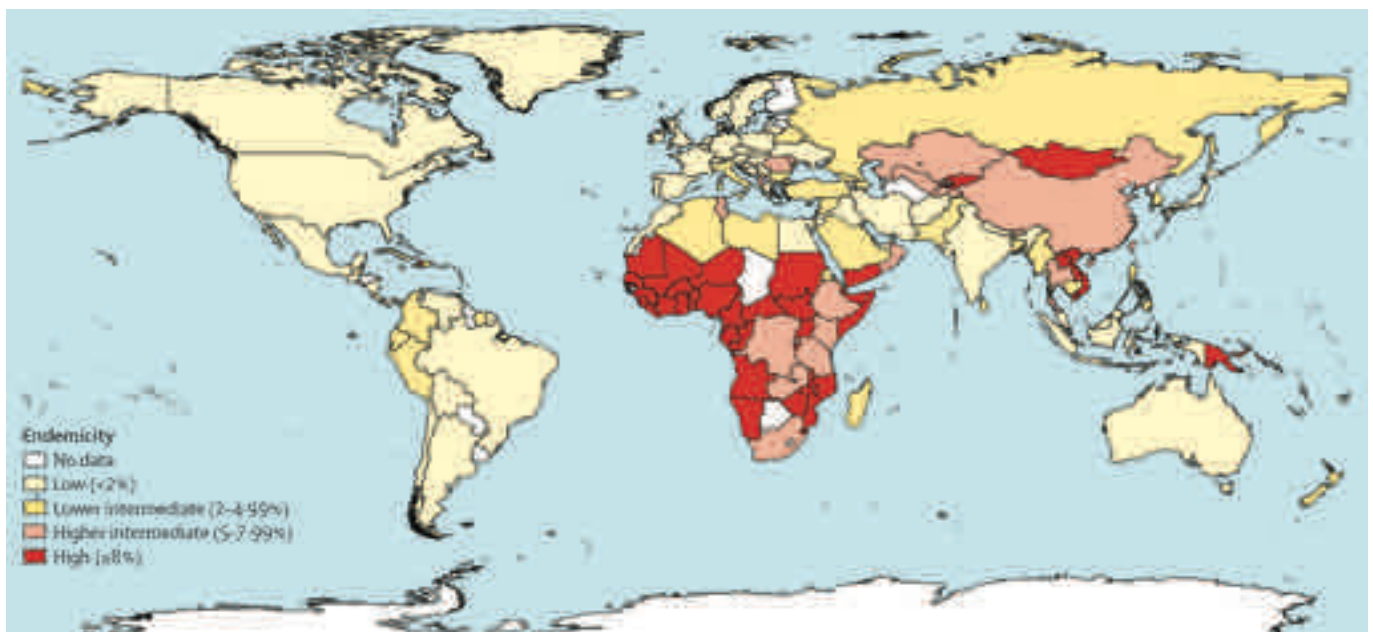 Endemicity
No data
Low (<2%)
Lower intermediate (2–4·99%)
Higher intermediate (5–7·99%)
High (≥8%)